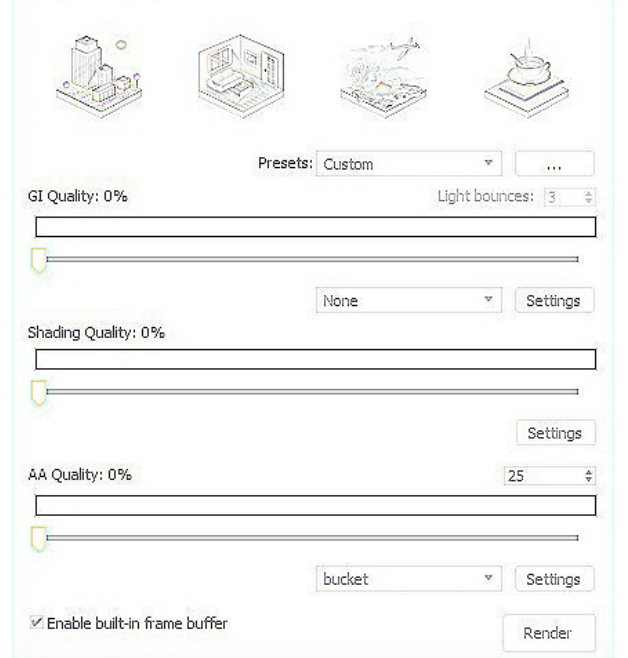 Presets: Custom ...
GI Quality: 0% Light bounces: 3
None Settings
Shading Quality: 0%
Settings
AA Quality: 0% 25
bucket Settings
Enable built-in frame buffer
Render